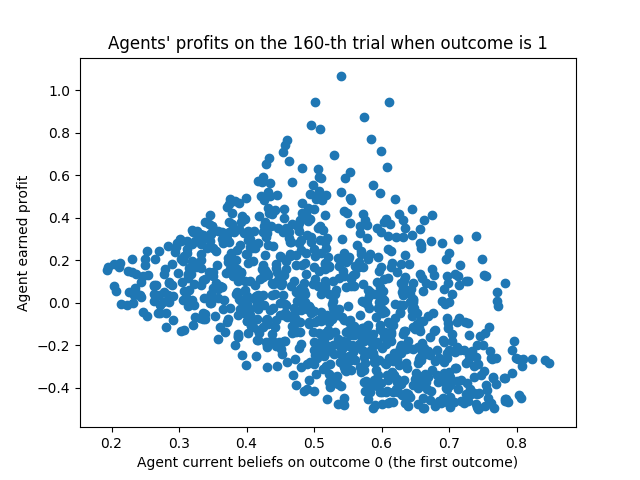 Agents' profits on the 160-th trial when outcome is 1
1.0
0.8
0.6
0.4
0.2
0.0
−0.2
−0.4
Agent earned profit
0.2 0.3 0.4 0.5 0.6 0.7 0.8
Agent current beliefs on outcome 0 (the first outcome)